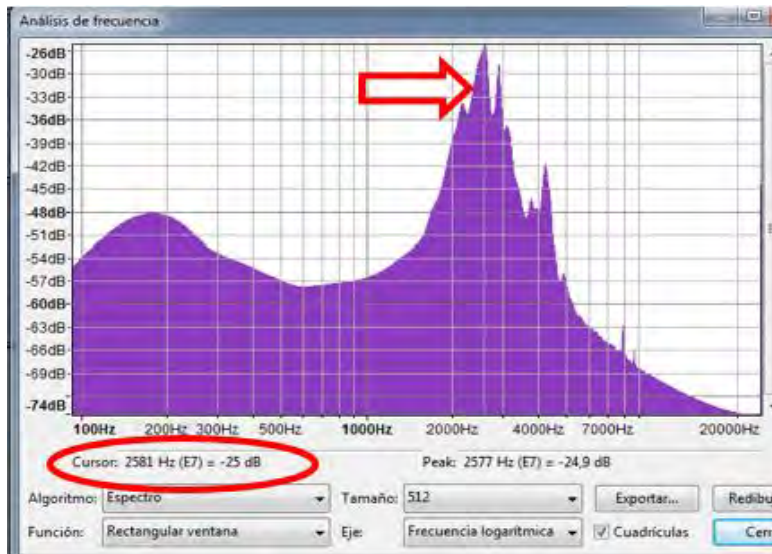 Análisis de frecuencia
-26dB
-30dB
-33dB
-36dB
-39dB
-42dB
-45dB
-48dB
-51dB
-54dB
-57dB
-60dB
-63dB
-66dB
-69dB
-74dB
100Hz 200Hz 300Hz 500Hz 1000Hz 2000Hz 4000Hz 7000Hz 20000Hz
Cursor: 2581 Hz (E7) = -25 dB Peak: 2577 Hz (E7) = -24,9 dB
Algoritmo: Espectro Tamaño: 512 Exportar... Redibu
Función: Rectangular ventana Eje: Frecuencia logarítmica Cuadrículas Cerr